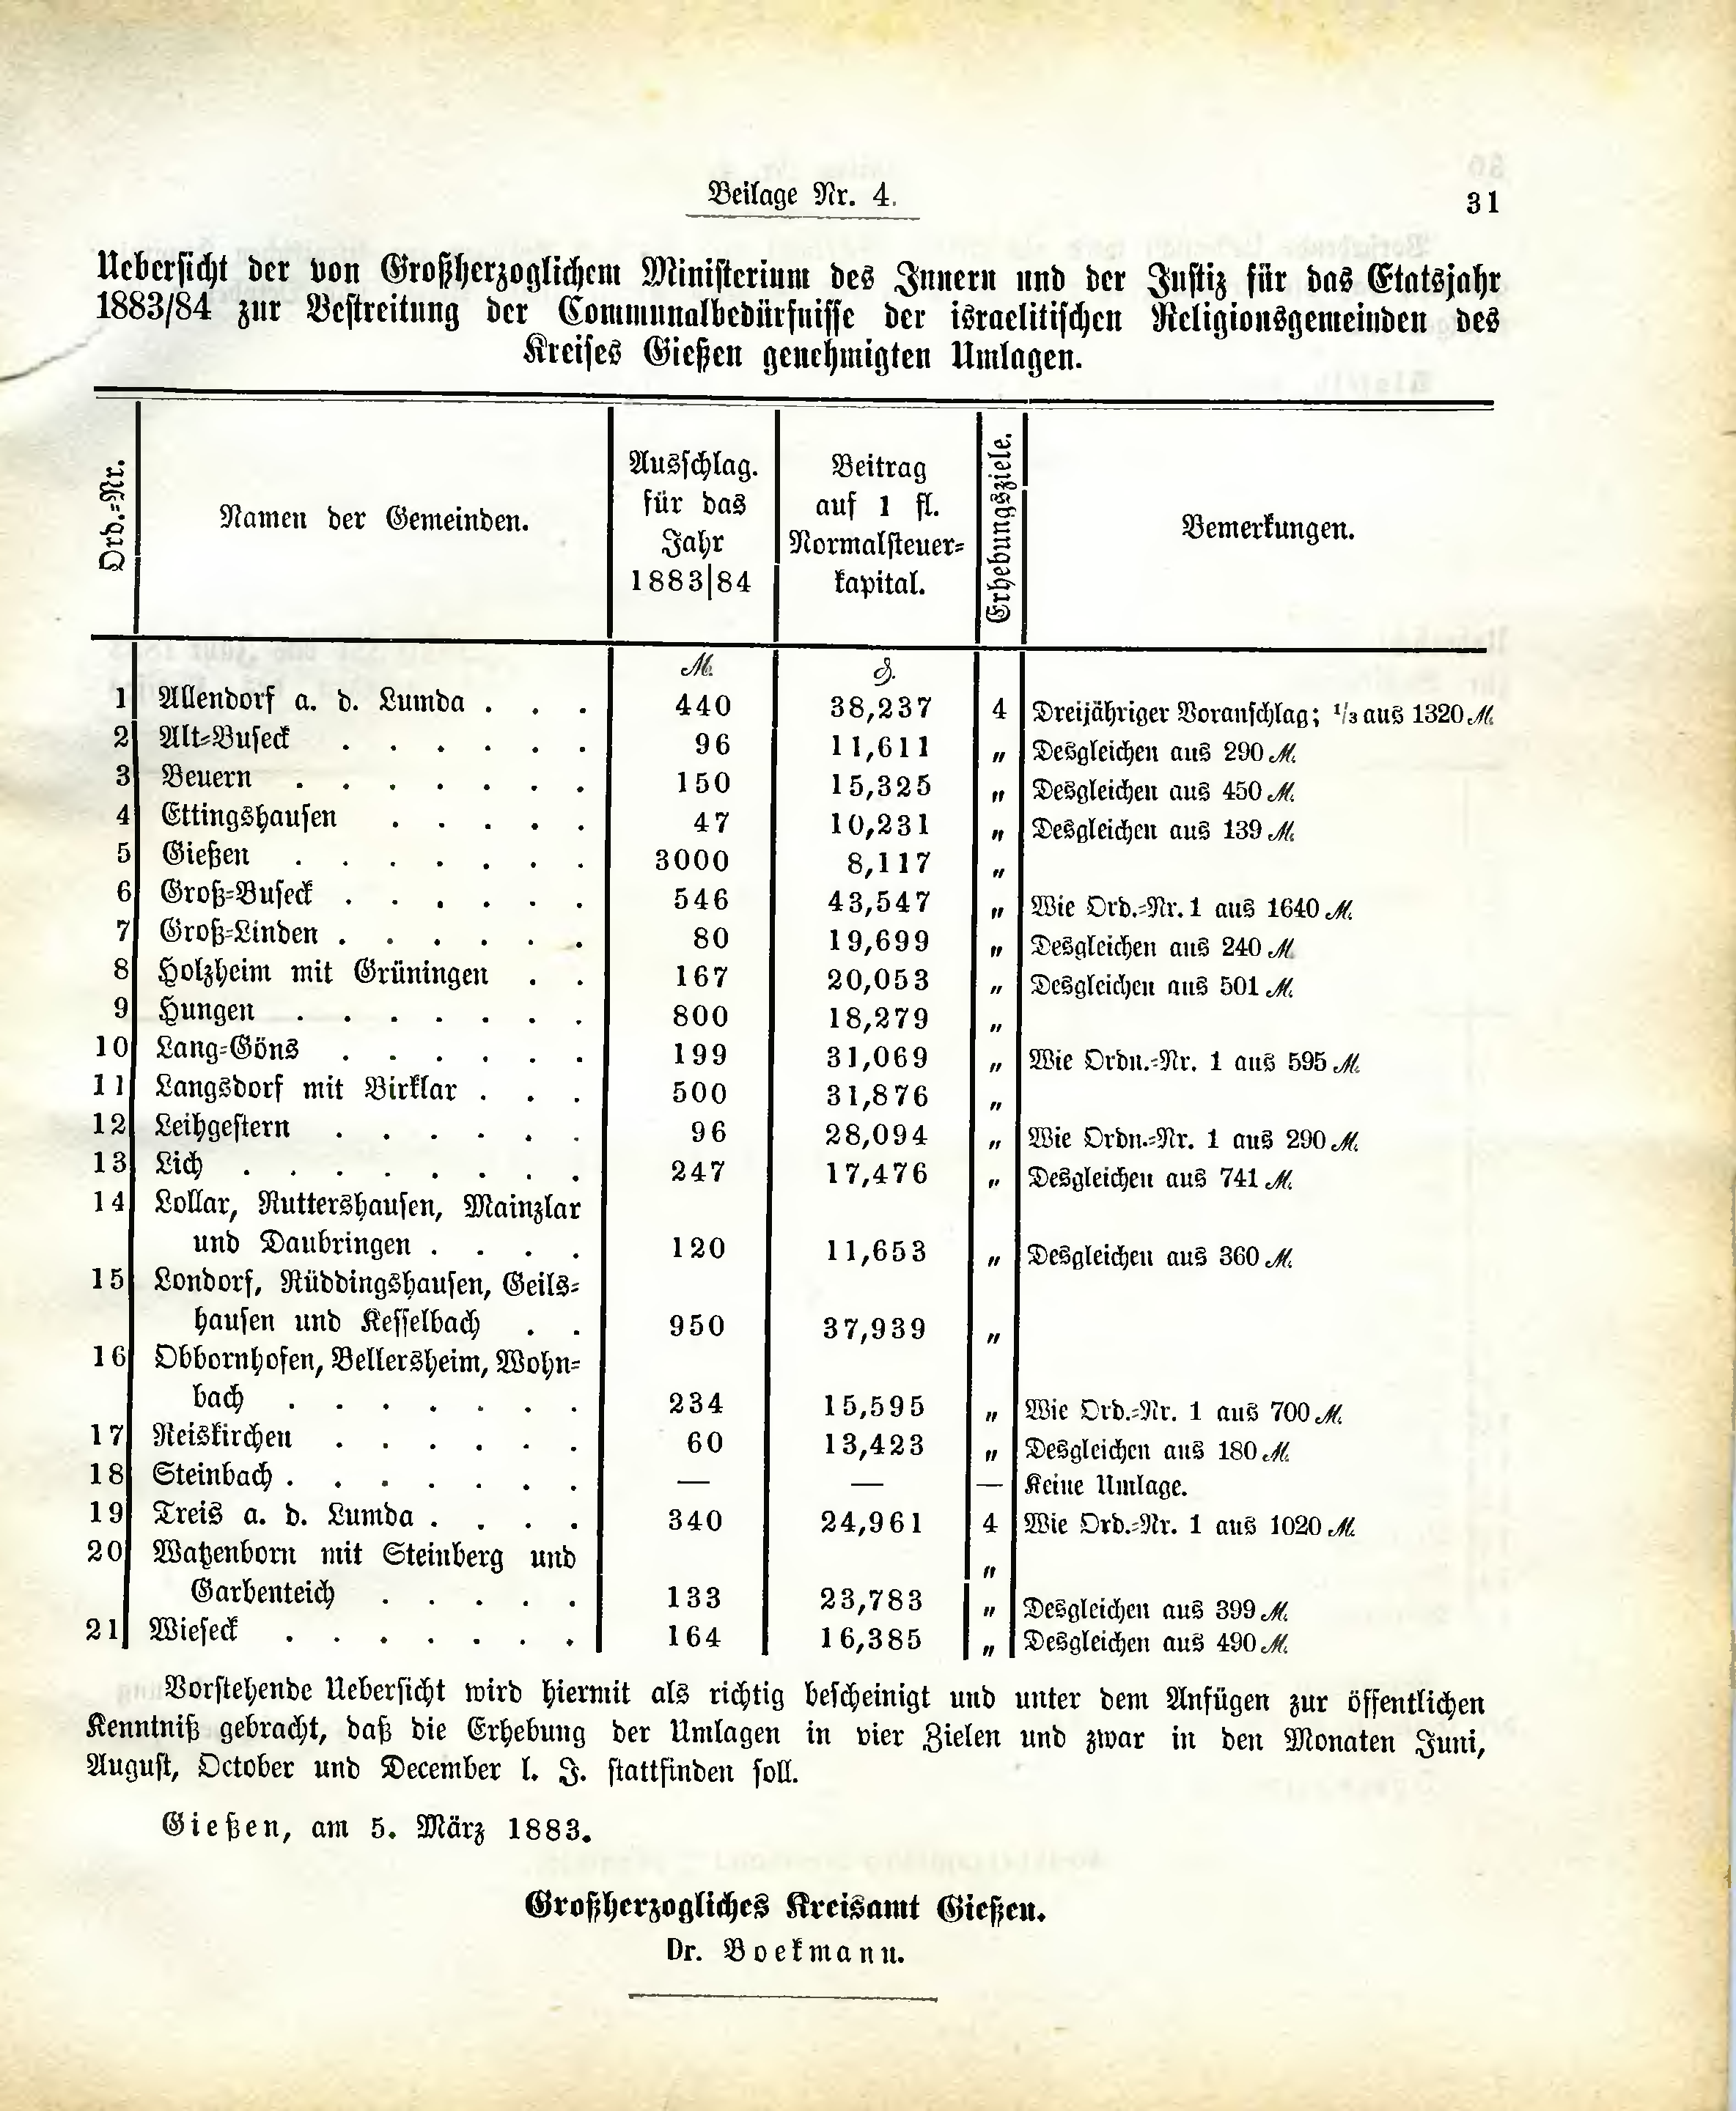 Beilage Nr. 4.
31
Ueberſicht der von Großherzoglichem Miniſterium des Innern und der Juſtiz für das Etatsjahr
1883/84 zur Beſtreitung der Communalbedürfniſſe der iſraelitiſchen Religionsgemeinden des
Kreiſes Gießen genehmigten Umlagen.
Ord.=Nr.
Namen der Gemeinden.
Ausſchlag.
für das
Jahr
1883|84
Beitrag
auf 1 fl.
Normalſteuer=
kapital.
Erhebungsziele.
Bemerkungen.
ℳ. ₰.
1 Allendorf a. d. Lumda . . . 440 38,237 4 Dreijähriger Voranſchlag; 1/3 aus 1320 ℳ.
2 Alt=Buſeck . . . . . . 96 11,611 „ Desgleichen aus 290 ℳ.
3 Beuern . . . . . . . 150 15,325 „ Desgleichen aus 450 ℳ.
4 Ettingshauſen . . . . . 47 10,231 „ Desgleichen aus 139 ℳ.
5 Gießen . . . . . . . 3000 8,117 „
6 Groß=Buſeck . . . . . . 546 43,547 „ Wie Ord.=Nr. 1 aus 1640 ℳ.
7 Groß=Linden . . . . . . 80 19,699 „ Desgleichen aus 240 ℳ.
8 Holzheim mit Grüningen . . 167 20,053 „ Desgleichen aus 501 ℳ.
9 Hungen . . . . . . . 800 18,279 „
10 Lang=Göns . . . . . . 199 31,069 „ Wie Ordn.=Nr. 1 aus 595 ℳ.
11 Langsdorf mit Birklar . . . 500 31,876 „
12 Leihgeſtern . . . . . . 96 28,094 „ Wie Ordn.=Nr. 1 aus 290 ℳ.
13 Lich . . . . . . . . 247 17,476 „ Desgleichen aus 741 ℳ.
14 Lollar, Ruttershauſen, Mainzlar
und Daubringen . . . . 120 11,653 „ Desgleichen aus 360 ℳ.
15 Londorf, Rüddingshauſen, Geils=
hauſen und Keſſelbach . . 950 37,939 „
16 Obbornhofen, Bellersheim, Wohn=
bach . . . . . . . 234 15,595 „ Wie Ord.=Nr. 1 aus 700 ℳ.
17 Reiskirchen . . . . . . 60 13,423 „ Desgleichen aus 180 ℳ.
18 Steinbach . . . . . . . — — — Keine Umlage.
19 Treis a. d. Lumda . . . . 340 24,961 4 Wie Ord.=Nr. 1 aus 1020 ℳ.
20 Watzenborn mit Steinberg und „
Garbenteich . . . . . 133 23,783 „ Desgleichen aus 399 ℳ.
21 Wieſeck . . . . . . . 164 16,385 „ Desgleichen aus 490 ℳ.
Vorſtehende Ueberſicht wird hiermit als richtig beſcheinigt und unter dem Anfügen zur öffentlichen
Kenntniß gebracht, daß die Erhebung der Umlagen in vier Zielen und zwar in den Monaten Juni,
Auguſt, October und December l. J. ſtattfinden ſoll.
Gießen, am 5. März 1883.
Großherzogliches Kreisamt Gießen.
Dr. Boekmann.